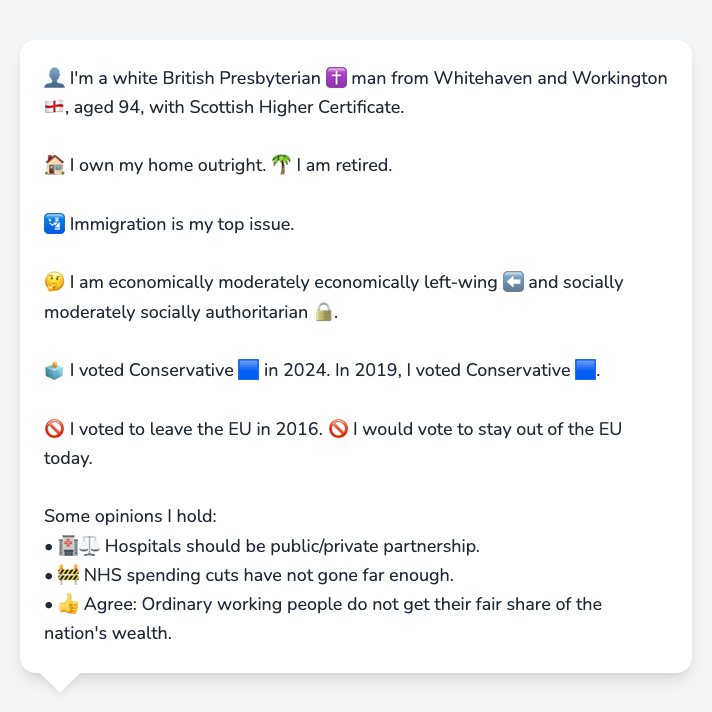 👤 I'm a white British Presbyterian ✝️ man from Whitehaven and Workington
🏴󠁧󠁢󠁥󠁮󠁧󠁿, aged 94, with Scottish Higher Certificate.
🏠 I own my home outright. 🌴 I am retired.
🛂 Immigration is my top issue.
🤔 I am economically moderately economically left-wing ⬅️ and socially
moderately socially authoritarian 🔒.
🗳️ I voted Conservative 🟦 in 2024. In 2019, I voted Conservative 🟦.
🚫 I voted to leave the EU in 2016. 🚫 I would vote to stay out of the EU
today.
Some opinions I hold:
• 🏥⚖️ Hospitals should be public/private partnership.
• 🚧 NHS spending cuts have not gone far enough.
• 👍 Agree: Ordinary working people do not get their fair share of the
nation's wealth.